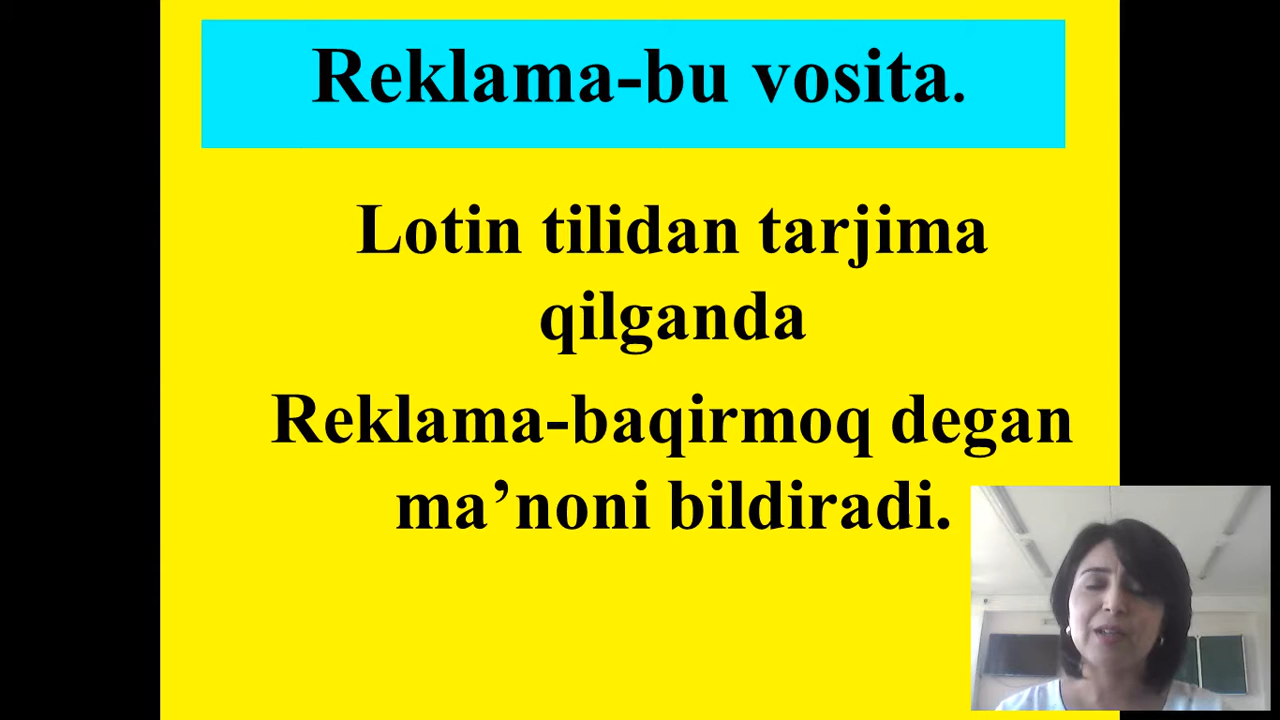 Reklama-bu vosita.
Lotin tilidan tarjima
qilganda
Reklama-baqirmoq degan
ma’noni bildiradi.